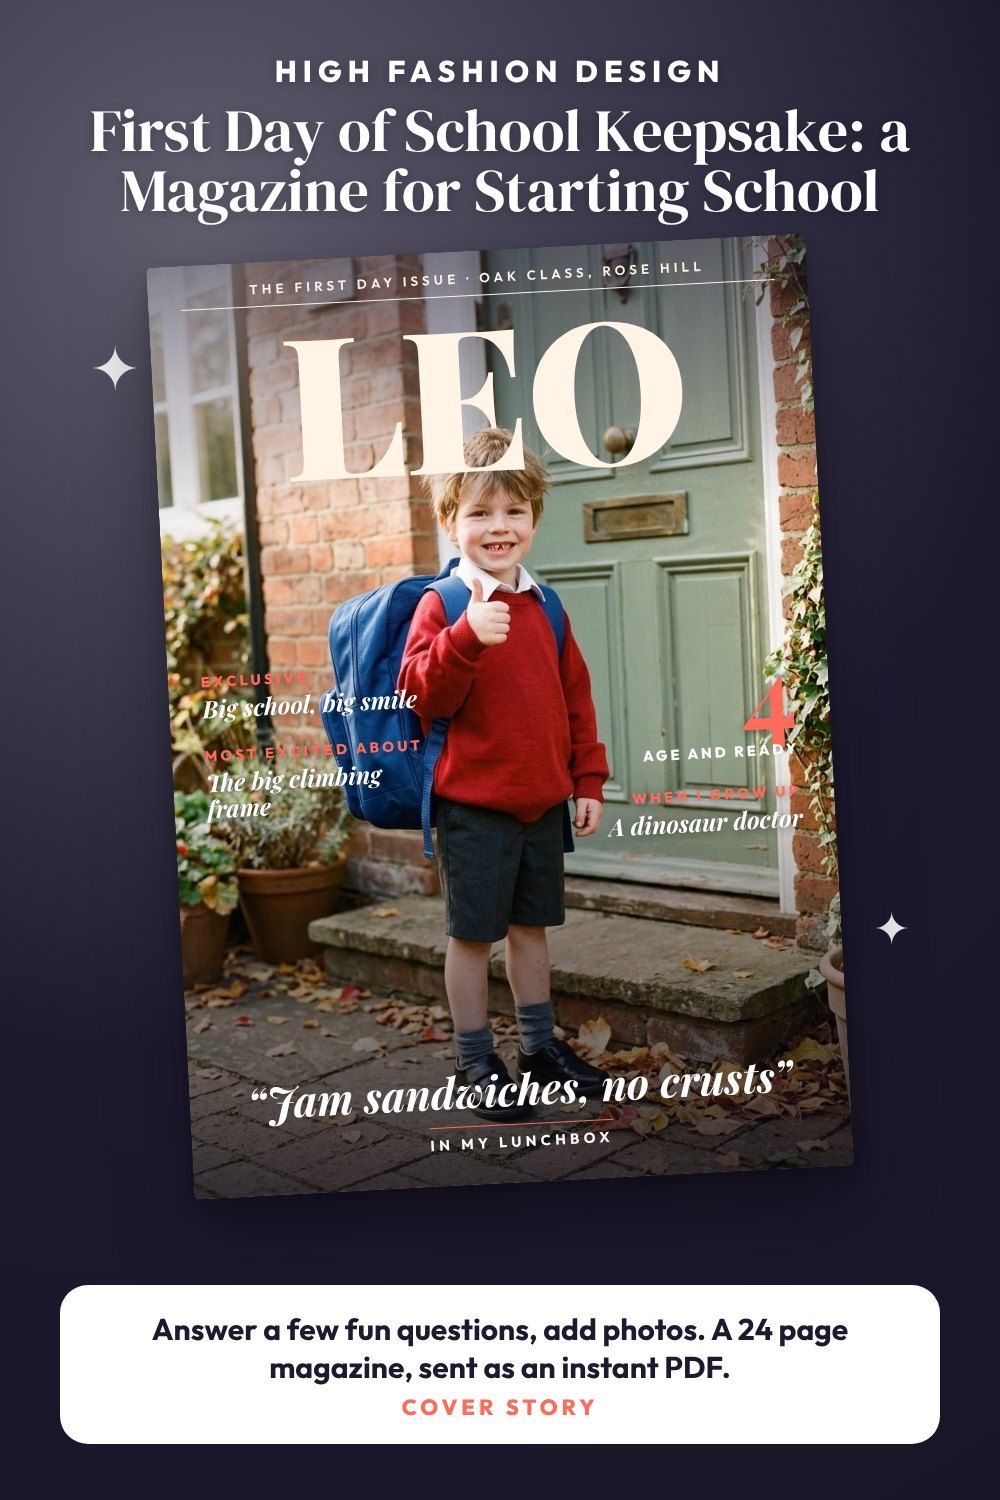 HIGH FASHION DESIGN
First Day of School Keepsake: a
Magazine for Starting School
THE FIRST DAY ISSUE · OAK CLASS, ROSE HILL
LEO
EXCLUSIVE
Big school, big smile
MOST EXCITED ABOUT
The big climbing
frame
4
AGE AND READY
WHEN I GROW UP
A dinosaur doctor
“Jam sandwiches, no crusts”
IN MY LUNCHBOX
Answer a few fun questions, add photos. A 24 page
magazine, sent as an instant PDF.
COVER STORY